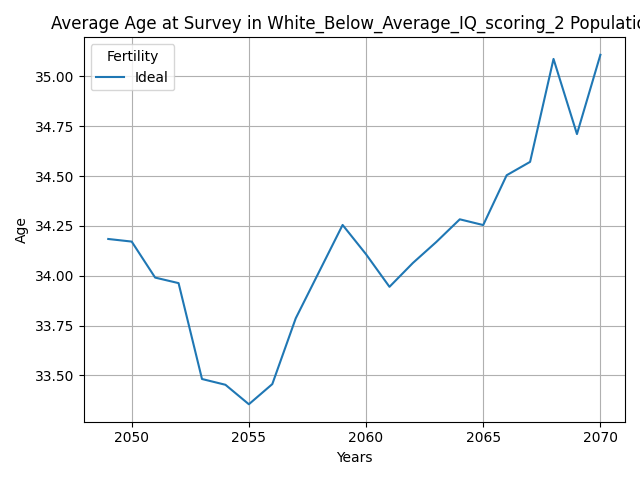 Average Age at Survey in White_Below_Average_IQ_scoring_2 Populatio
Fertility
Ideal
35.00
34.75
34.50
34.25
34.00
33.75
33.50
Age
2050 2055 2060 2065 2070
Years